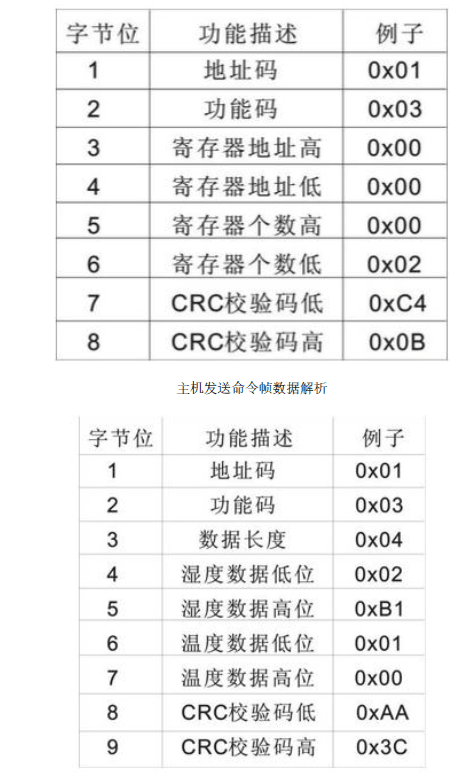 字节位 功能描述 例子
1 地址码 0x01
2 功能码 0x03
3 寄存器地址高 0x00
4 寄存器地址低 0x00
5 寄存器个数高 0x00
6 寄存器个数低 0x02
7 CRC校验码低 0xC4
8 CRC校验码高 0x0B
主机发送命令帧数据解析
字节位 功能描述 例子
1 地址码 0x01
2 功能码 0x03
3 数据长度 0x04
4 湿度数据低位 0x02
5 湿度数据高位 0xB1
6 温度数据低位 0x01
7 温度数据高位 0x00
8 CRC校验码低 0xAA
9 CRC校验码高 0x3C